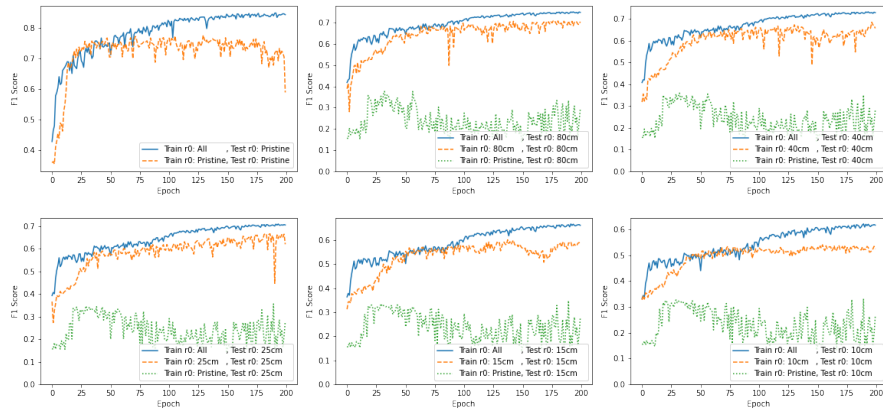 F1 Score
0.8
0.7
0.6
0.5
0.4
Train r0: All , Test r0: Pristine
Train r0: Pristine, Test r0: Pristine
0 25 50 75 100 125 150 175 200
Epoch
F1 Score
0.7
0.6
0.5
0.4
0.3
0.2
0.1
0.0
Train r0: All , Test r0: 80cm
Train r0: 80cm , Test r0: 80cm
Train r0: Pristine, Test r0: 80cm
0 25 50 75 100 125 150 175 200
Epoch
F1 Score
0.7
0.6
0.5
0.4
0.3
0.2
0.1
0.0
Train r0: All , Test r0: 40cm
Train r0: 40cm , Test r0: 40cm
Train r0: Pristine, Test r0: 40cm
0 25 50 75 100 125 150 175 200
Epoch
F1 Score
0.7
0.6
0.5
0.4
0.3
0.2
0.1
0.0
Train r0: All , Test r0: 25cm
Train r0: 25cm , Test r0: 25cm
Train r0: Pristine, Test r0: 25cm
0 25 50 75 100 125 150 175 200
Epoch
F1 Score
0.6
0.5
0.4
0.3
0.2
0.1
0.0
Train r0: All , Test r0: 15cm
Train r0: 15cm , Test r0: 15cm
Train r0: Pristine, Test r0: 15cm
0 25 50 75 100 125 150 175 200
Epoch
F1 Score
0.6
0.5
0.4
0.3
0.2
0.1
0.0
Train r0: All , Test r0: 10cm
Train r0: 10cm , Test r0: 10cm
Train r0: Pristine, Test r0: 10cm
0 25 50 75 100 125 150 175 200
Epoch